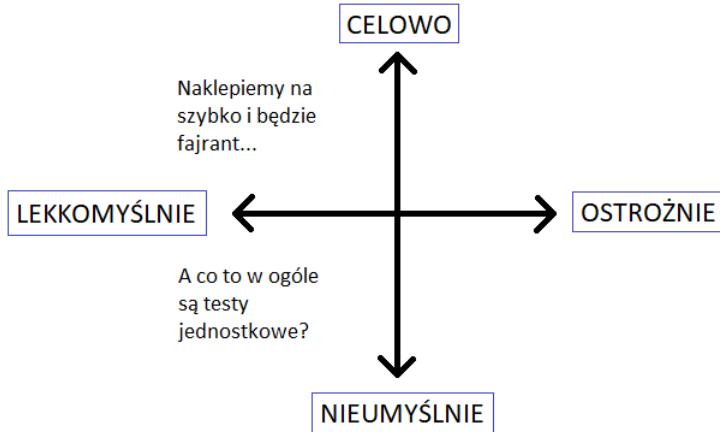 CELOWO
Naklepiemy na
szybko i będzie
fajrant...
LEKKOMYŚLNIE
OSTROŻNIE
A co to w ogóle
są testy
jednostkowe?
NIEUMYŚLNIE